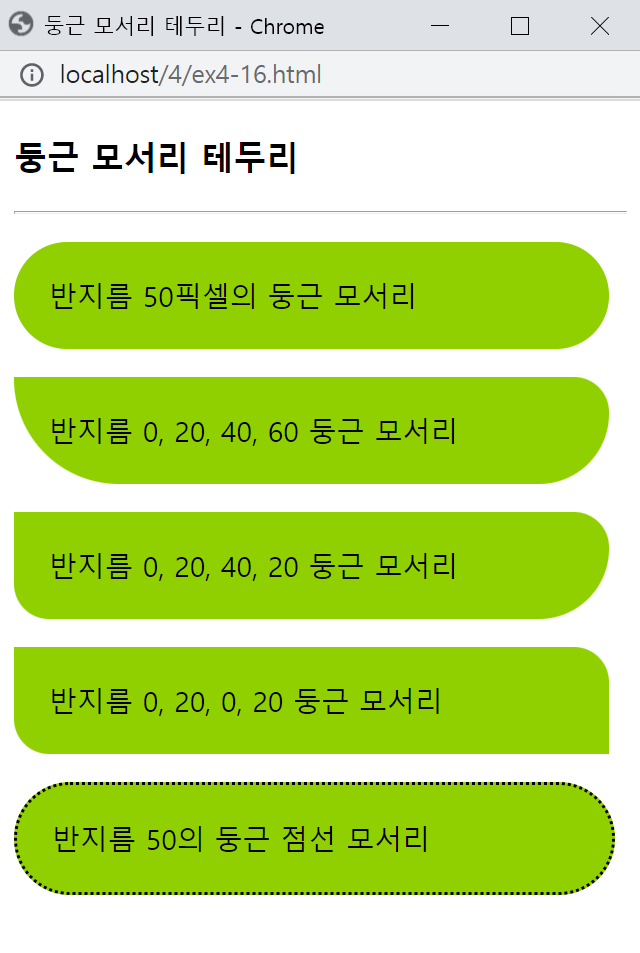 둥근 모서리 테두리 - Chrome
localhost/4/ex4-16.html
둥근 모서리 테두리
반지름 50픽셀의 둥근 모서리
반지름 0, 20, 40, 60 둥근 모서리
반지름 0, 20, 40, 20 둥근 모서리
반지름 0, 20, 0, 20 둥근 모서리
반지름 50의 둥근 점선 모서리